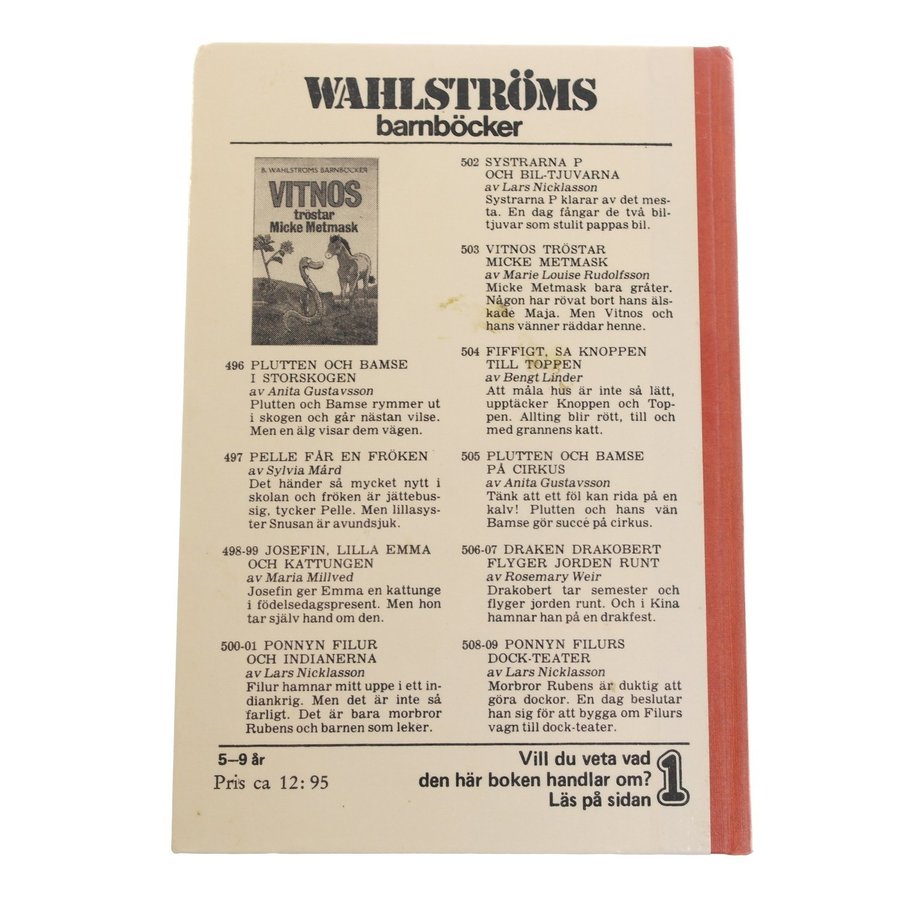 WAHLSTRÖMS
barnböcker
B. WAHLSTRÖMS BARNBÖCKER
VITNOS
tröstar
Micke Metmask
496 PLUTTEN OCH BAMSE
I STORSKOGEN
av Anita Gustavsson
Plutten och Bamse rymmer ut
i skogen och går nästan vilse.
Men en älg visar dem vägen.
497 PELLE FÅR EN FRÖKEN
av Sylvia Mård
Det händer så mycket nytt i
skolan och fröken är jättebus-
sig, tycker Pelle. Men lillasys-
ter Snusan är avundsjuk.
498-99 JOSEFIN, LILLA EMMA
OCH KATTUNGEN
av Maria Millved
Josefin ger Emma en kattunge
i födelsedagspresent. Men hon
tar själv hand om den.
500-01 PONNYN FILUR
OCH INDIANERNA
av Lars Nicklasson
Filur hamnar mitt uppe i ett in-
diankrig. Men det är inte så
farligt. Det är bara morbror
Rubens och barnen som leker.
502 SYSTRARNA P
OCH BIL-TJUVARNA
av Lars Nicklasson
Systrarna P klarar av det mes-
ta. En dag fångar de två bil-
tjuvar som stulit pappas bil.
503 VITNOS TRÖSTAR
MICKE METMASK
av Marie Louise Rudolfsson
Micke Metmask bara gråter.
Någon har rövat bort hans äls-
kade Maja. Men Vitnos och
hans vänner räddar henne.
504 FIFFIGT, SA KNOPPEN
TILL TOPPEN
av Bengt Linder
Att måla hus är inte så lätt,
upptäcker Knoppen och Top-
pen. Allting blir rött, till och
med grannens katt.
505 PLUTTEN OCH BAMSE
PÅ CIRKUS
av Anita Gustavsson
Tänk att ett föl kan rida på en
kalv! Plutten och hans vän
Bamse gör succé på cirkus.
506-07 DRAKEN DRAKOBERT
FLYGER JORDEN RUNT
av Rosemary Weir
Drakobert tar semester och
flyger jorden runt. Och i Kina
hamnar han på en drakfest.
508-09 PONNYN FILURS
DOCK-TEATER
av Lars Nicklasson
Morbror Rubens är duktig att
göra dockor. En dag beslutar
han sig för att bygga om Filurs
vagn till dock-teater.
5–9 år
Pris ca 12:95
Vill du veta vad
den här boken handlar om?
Läs på sidan 1